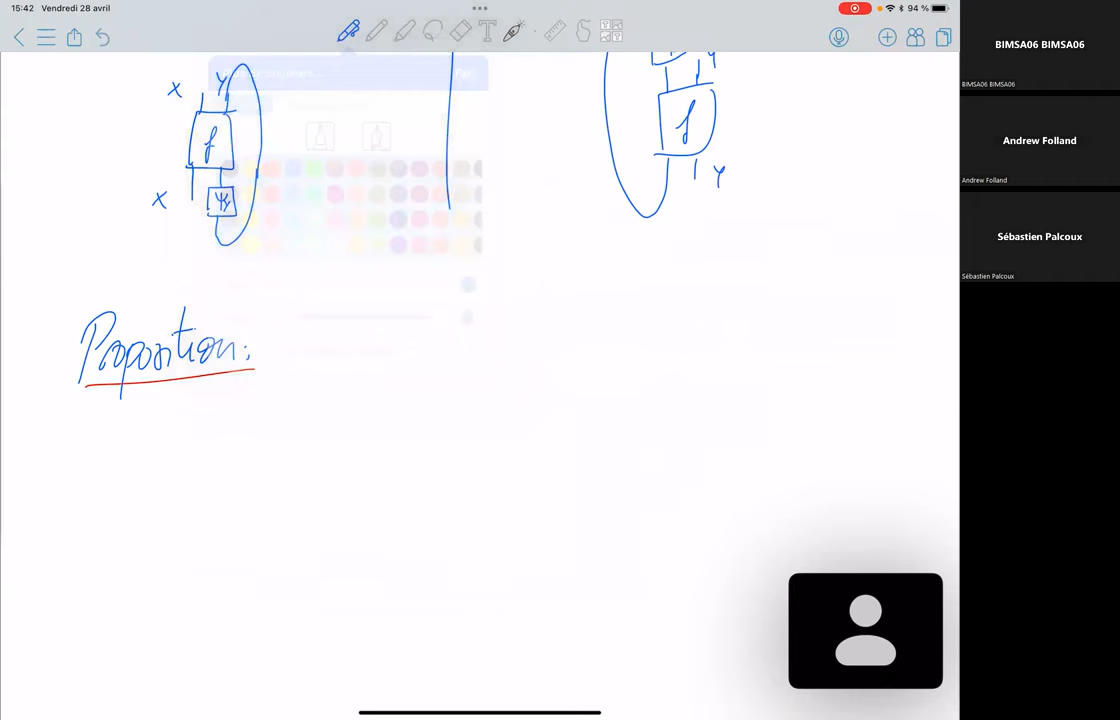 15:42 Vendredi 28 avril
94 %
BIMSA06 BIMSA06
BIMSA06 BIMSA06
X Y
Y
f
f
X
Ψ
Y
Andrew Folland
Andrew Folland
Sébastien Palcoux
Sébastien Palcoux
Proposition: